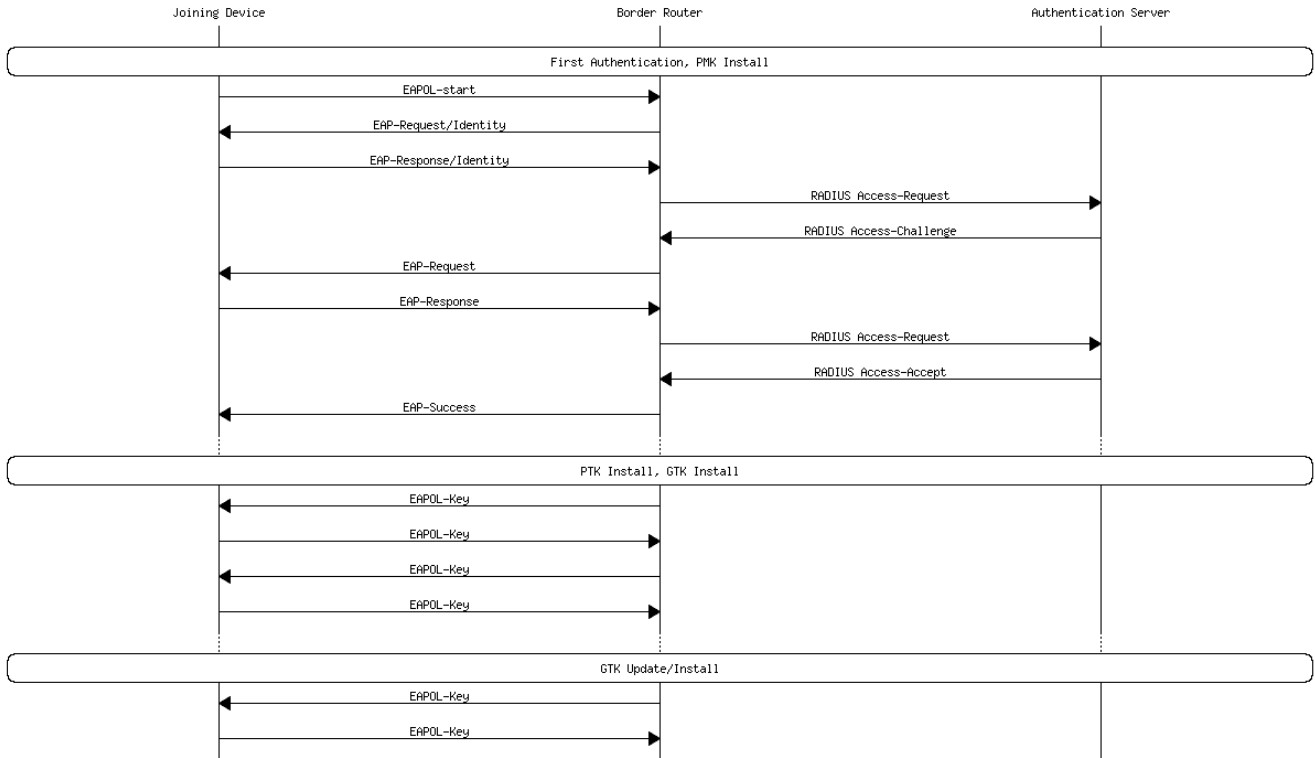 Joining Device
Border Router
Authentication Server
First Authentication, PMK Install
EAPOL-start
EAP-Request/Identity
EAP-Response/Identity
RADIUS Access-Request
RADIUS Access-Challenge
EAP-Request
EAP-Response
RADIUS Access-Request
RADIUS Access-Accept
EAP-Success
PTK Install, GTK Install
EAPOL-Key
EAPOL-Key
EAPOL-Key
EAPOL-Key
GTK Update/Install
EAPOL-Key
EAPOL-Key